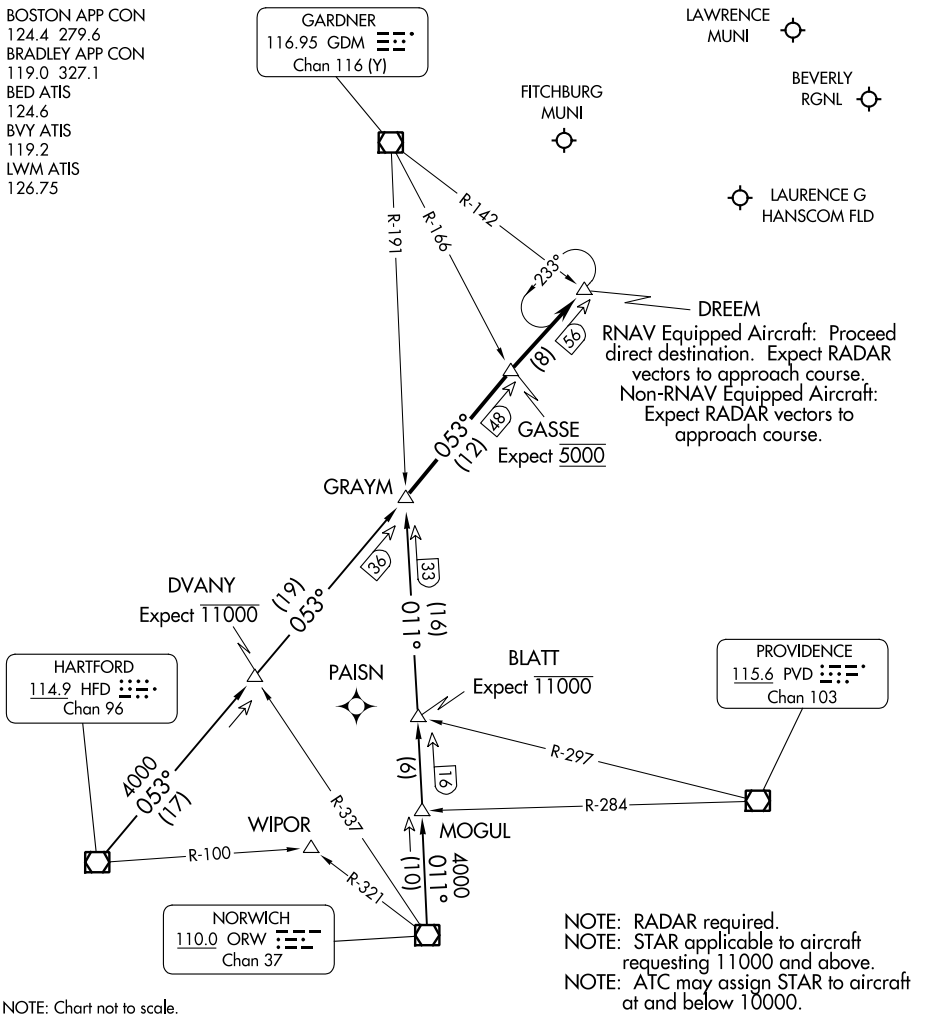 BOSTON APP CON
124.4 279.6
BRADLEY APP CON
119.0 327.1
BED ATIS
124.6
BVY ATIS
119.2
LWM ATIS
126.75
GARDNER
116.95 GDM
Chan 116 (Y)
LAWRENCE
MUNI
BEVERLY
RGNL
FITCHBURG
MUNI
LAURENCE G
HANSCOM FLD
R-191
R-166
R-142
233°
DREEM
RNAV Equipped Aircraft: Proceed
direct destination. Expect RADAR
vectors to approach course.
Non-RNAV Equipped Aircraft:
Expect RADAR vectors to
approach course.
(8)
56
GASSE
Expect 5000
053°
(12)
48
GRAYM
36
33
(19)
053°
(16)
011°
DVANY
Expect 11000
PAISN
BLATT
Expect 11000
HARTFORD
114.9 HFD
Chan 96
PROVIDENCE
115.6 PVD
Chan 103
R-297
R-284
4000
053°
(17)
(6)
16
MOGUL
WIPOR
R-337
R-100
R-321
(10)
4000
011°
NORWICH
110.0 ORW
Chan 37
NOTE: RADAR required.
NOTE: STAR applicable to aircraft
requesting 11000 and above.
NOTE: ATC may assign STAR to aircraft
at and below 10000.
NOTE: Chart not to scale.